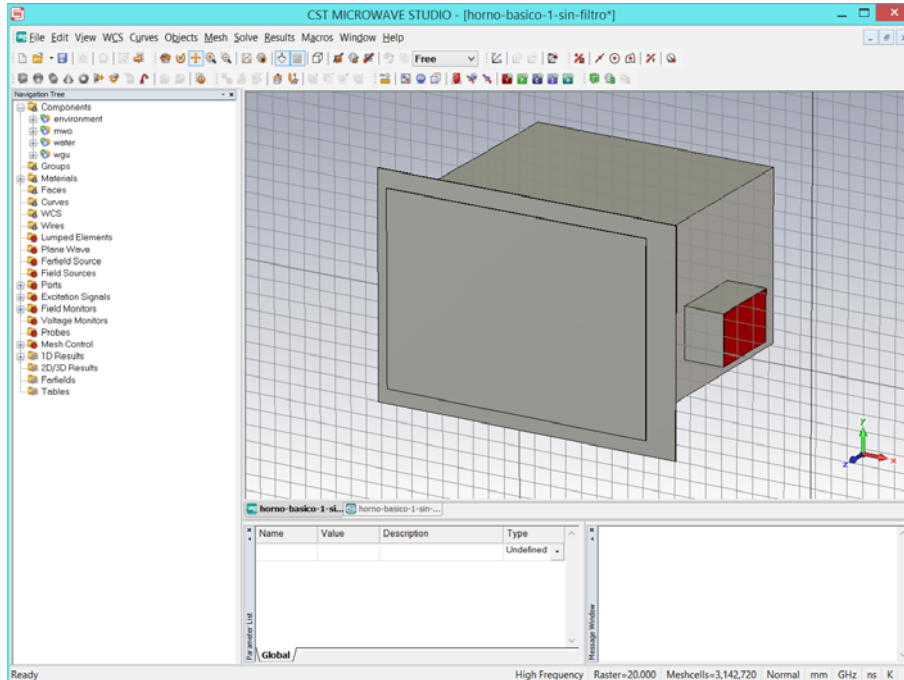 CST MICROWAVE STUDIO - [horno-basico-1-sin-filtro*]
File Edit View WCS Curves Objects Mesh Solve Results Macros Window Help
Free
Navigation Tree
Components
environment
mwo
water
wgu
Groups
Materials
Faces
Curves
WCS
Wires
Lumped Elements
Plane Wave
Farfield Source
Field Sources
Ports
Excitation Signals
Field Monitors
Voltage Monitors
Probes
Mesh Control
1D Results
2D/3D Results
Farfields
Tables
y
x
z
horno-basico-1-si... horno-basico-1-sin-...
Name Value Description Type
Undefined
Parameter List
Global
Message Window
Ready
High Frequency Raster=20.000 Meshcells=3,142,720 Normal mm GHz ns K